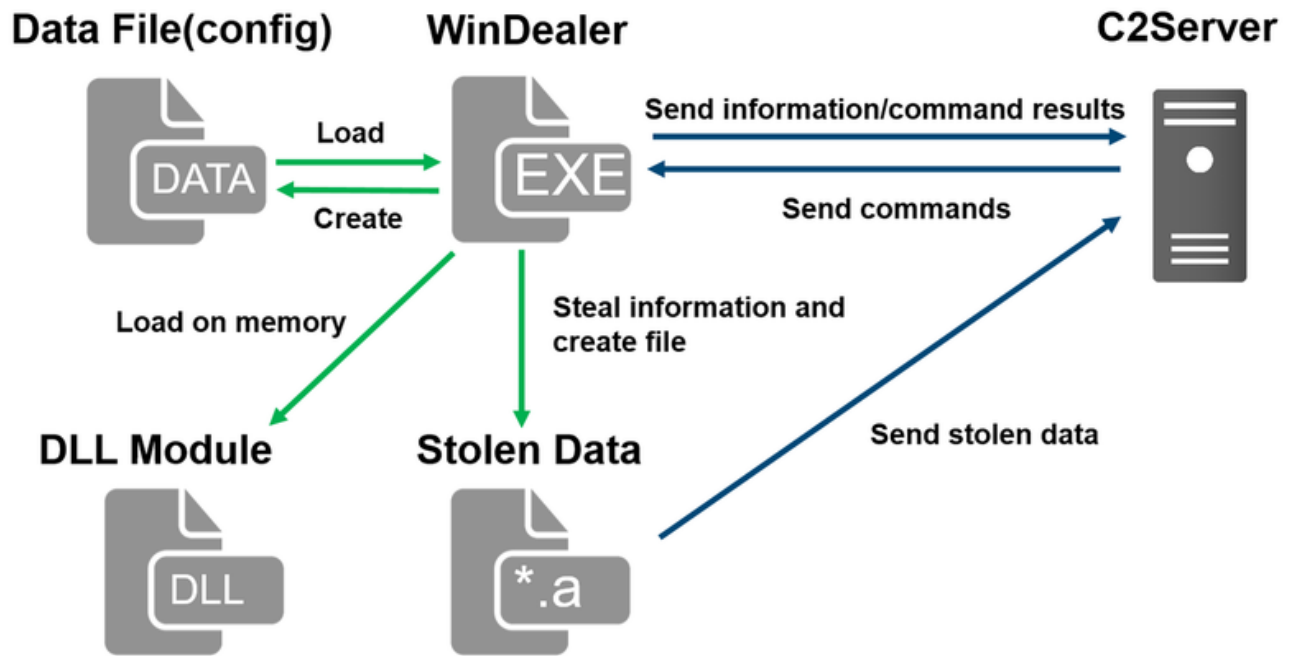 Data File(config)
WinDealer
C2Server
DATA
Load
Create
EXE
Send information/command results
Send commands
Load on memory
Steal information and
create file
Send stolen data
DLL Module
Stolen Data
DLL
*.a